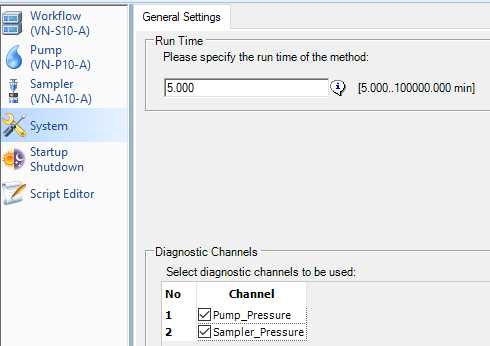 Workflow
(VN-S10-A)
Pump
(VN-P10-A)
Sampler
(VN-A10-A)
System
Startup
Shutdown
Script Editor
General Settings
Run Time
Please specify the run time of the method:
5.000
[5.000..100000.000 min]
Diagnostic Channels
Select diagnostic channels to be used:
No Channel
1 Pump_Pressure
2 Sampler_Pressure